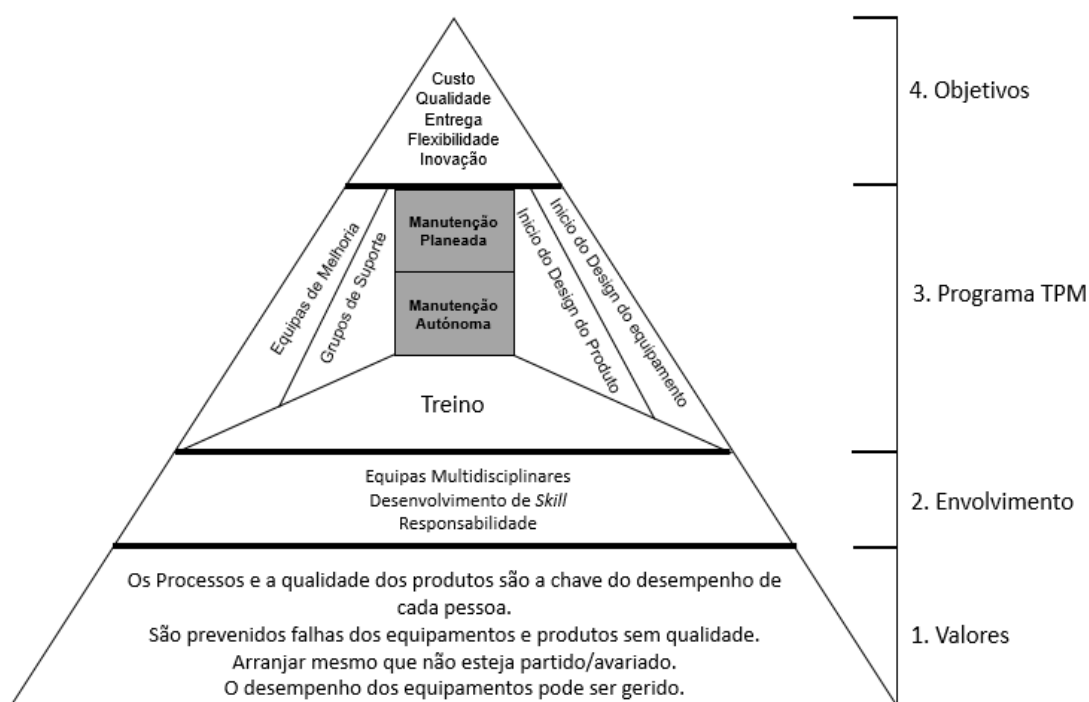 Custo
Qualidade
Entrega
Flexibilidade
Inovação
4. Objetivos
Equipas de Melhoria
Grupos de Suporte
Manutenção
Planeada
Manutenção
Autónoma
Inicio do Design do Produto
Inicio do Design do equipamento
Treino
3. Programa TPM
Equipas Multidisciplinares
Desenvolvimento de Skill
Responsabilidade
2. Envolvimento
Os Processos e a qualidade dos produtos são a chave do desempenho de
cada pessoa.
São prevenidos falhas dos equipamentos e produtos sem qualidade.
Arranjar mesmo que não esteja partido/avariado.
O desempenho dos equipamentos pode ser gerido.
1. Valores